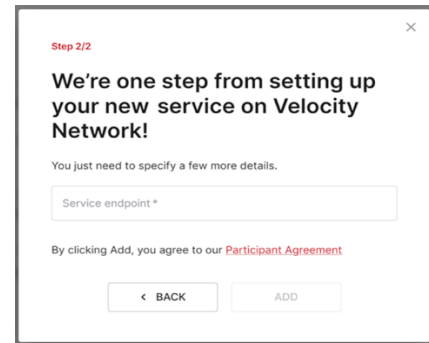 Step 2/2
We're one step from setting up
your new service on Velocity
Network!
You just need to specify a few more details.
Service endpoint *
By clicking Add, you agree to our Participant Agreement
< BACK
ADD